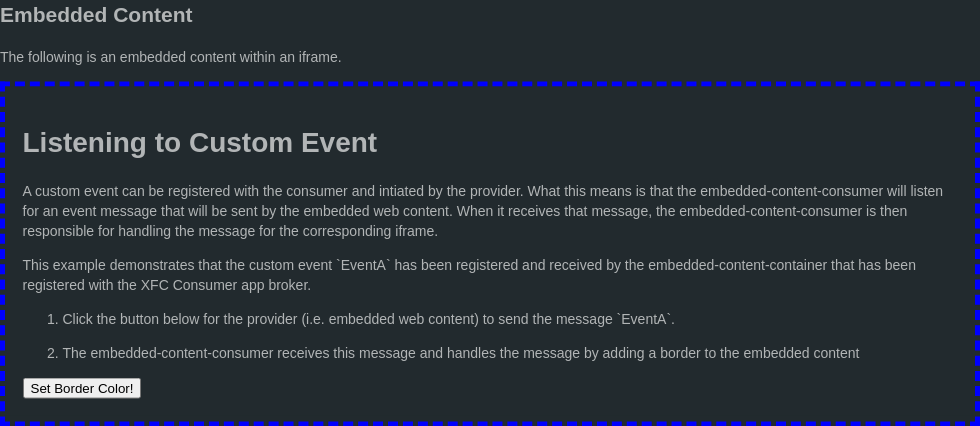 Embedded Content
The following is an embedded content within an iframe.
Listening to Custom Event
A custom event can be registered with the consumer and intiated by the provider. What this means is that the embedded-content-consumer will listen
for an event message that will be sent by the embedded web content. When it receives that message, the embedded-content-consumer is then
responsible for handling the message for the corresponding iframe.
This example demonstrates that the custom event `EventA` has been registered and received by the embedded-content-container that has been
registered with the XFC Consumer app broker.
1. Click the button below for the provider (i.e. embedded web content) to send the message `EventA`.
2. The embedded-content-consumer receives this message and handles the message by adding a border to the embedded content
Set Border Color!